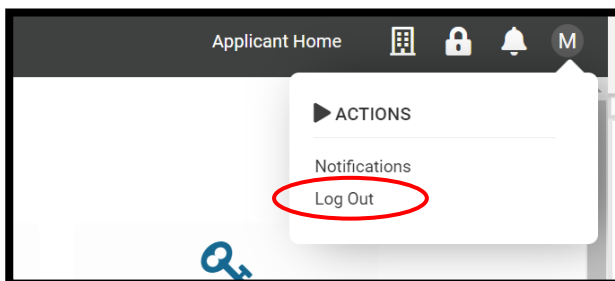 Applicant Home
M
ACTIONS
Notifications
Log Out